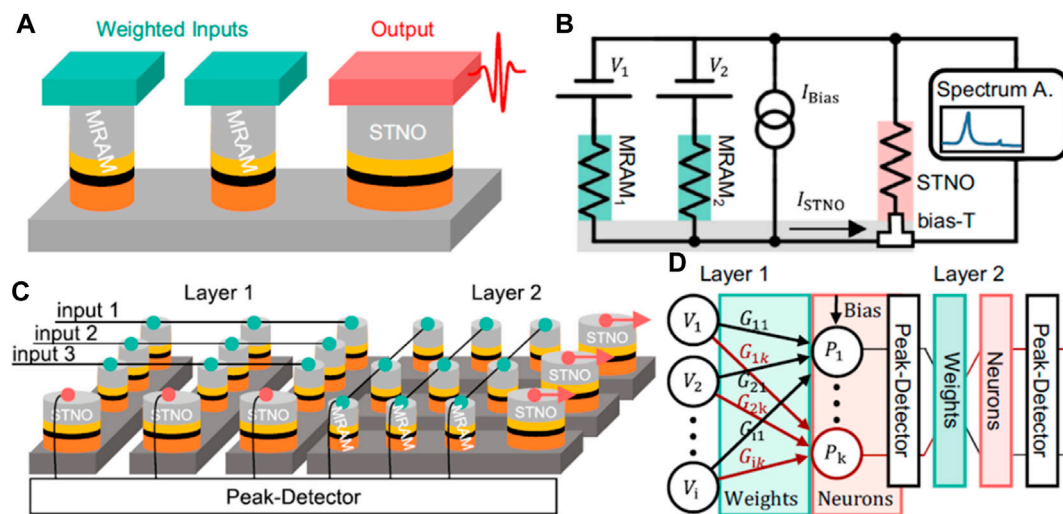 A
Weighted Inputs
Output
MRAM
MRAM
STNO
B
V₁
V₂
I_Bias
MRAM₁
MRAM₂
I_STNO
Spectrum A.
STNO
bias-T
C
Layer 1
Layer 2
input 1
input 2
input 3
STNO
STNO
STNO
STNO
STNO
MRAM
MRAM
MRAM
STNO
Peak-Detector
D
Layer 1
Layer 2
V₁
V₂
Vᵢ
G₁₁
G₁ₖ
G₂₁
G₂ₖ
Gᵢ₁
Gᵢₖ
Bias
P₁
Pₖ
Weights
Neurons
Peak-Detector
Weights
Neurons
Peak-Detector